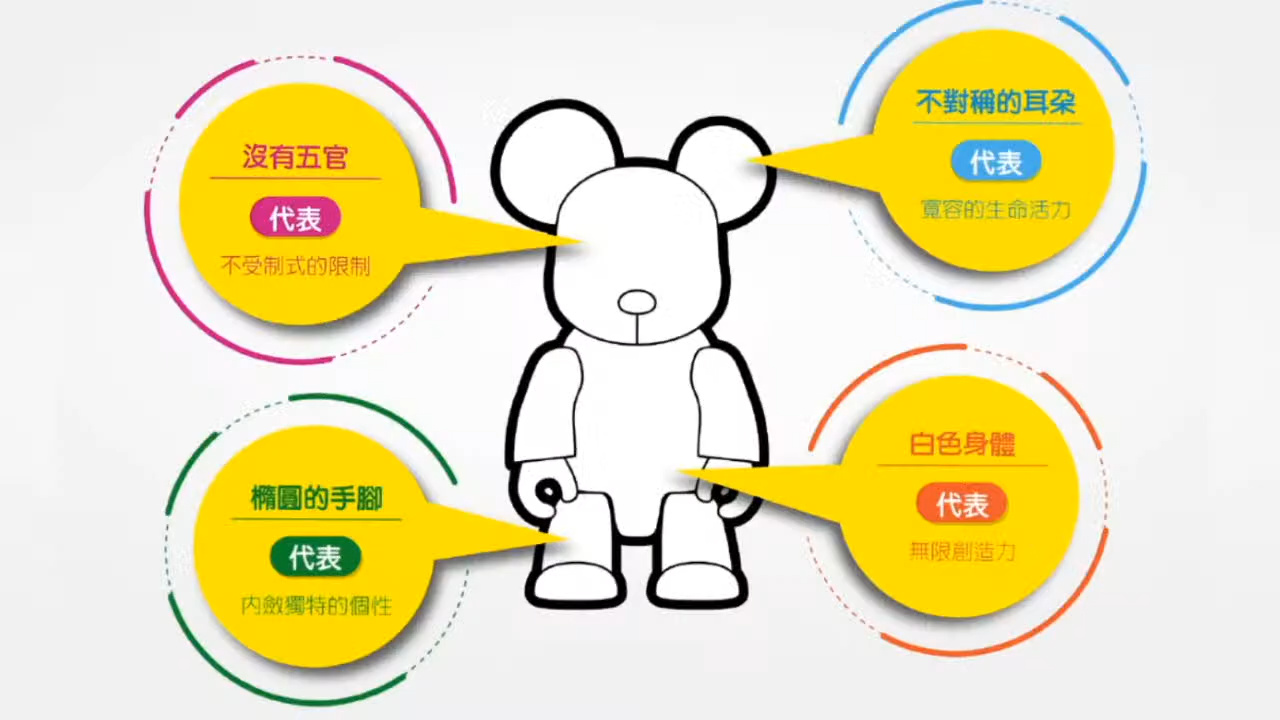 沒有五官
代表
不受制式的限制
不對稱的耳朵
代表
寬容的生命活力
橢圓的手腳
代表
內斂獨特的個性
白色身體
代表
無限創造力